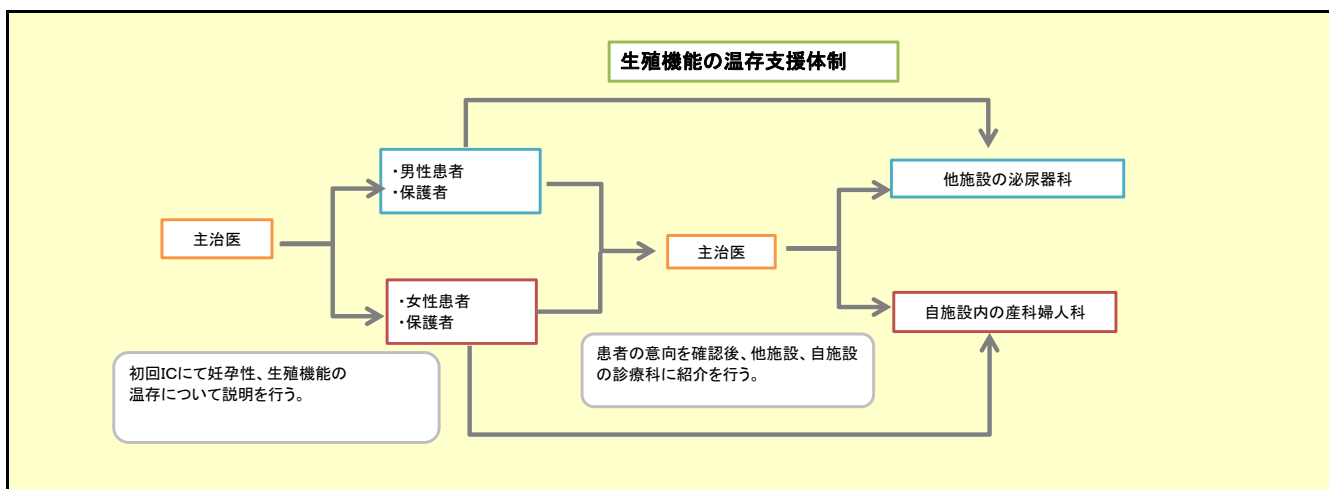 生殖機能の温存支援体制
・男性患者
・保護者
他施設の泌尿器科
主治医
主治医
・女性患者
・保護者
自施設内の産科婦人科
初回ICにて妊孕性、生殖機能の
温存について説明を行う。
患者の意向を確認後、他施設、自施設
の診療科に紹介を行う。